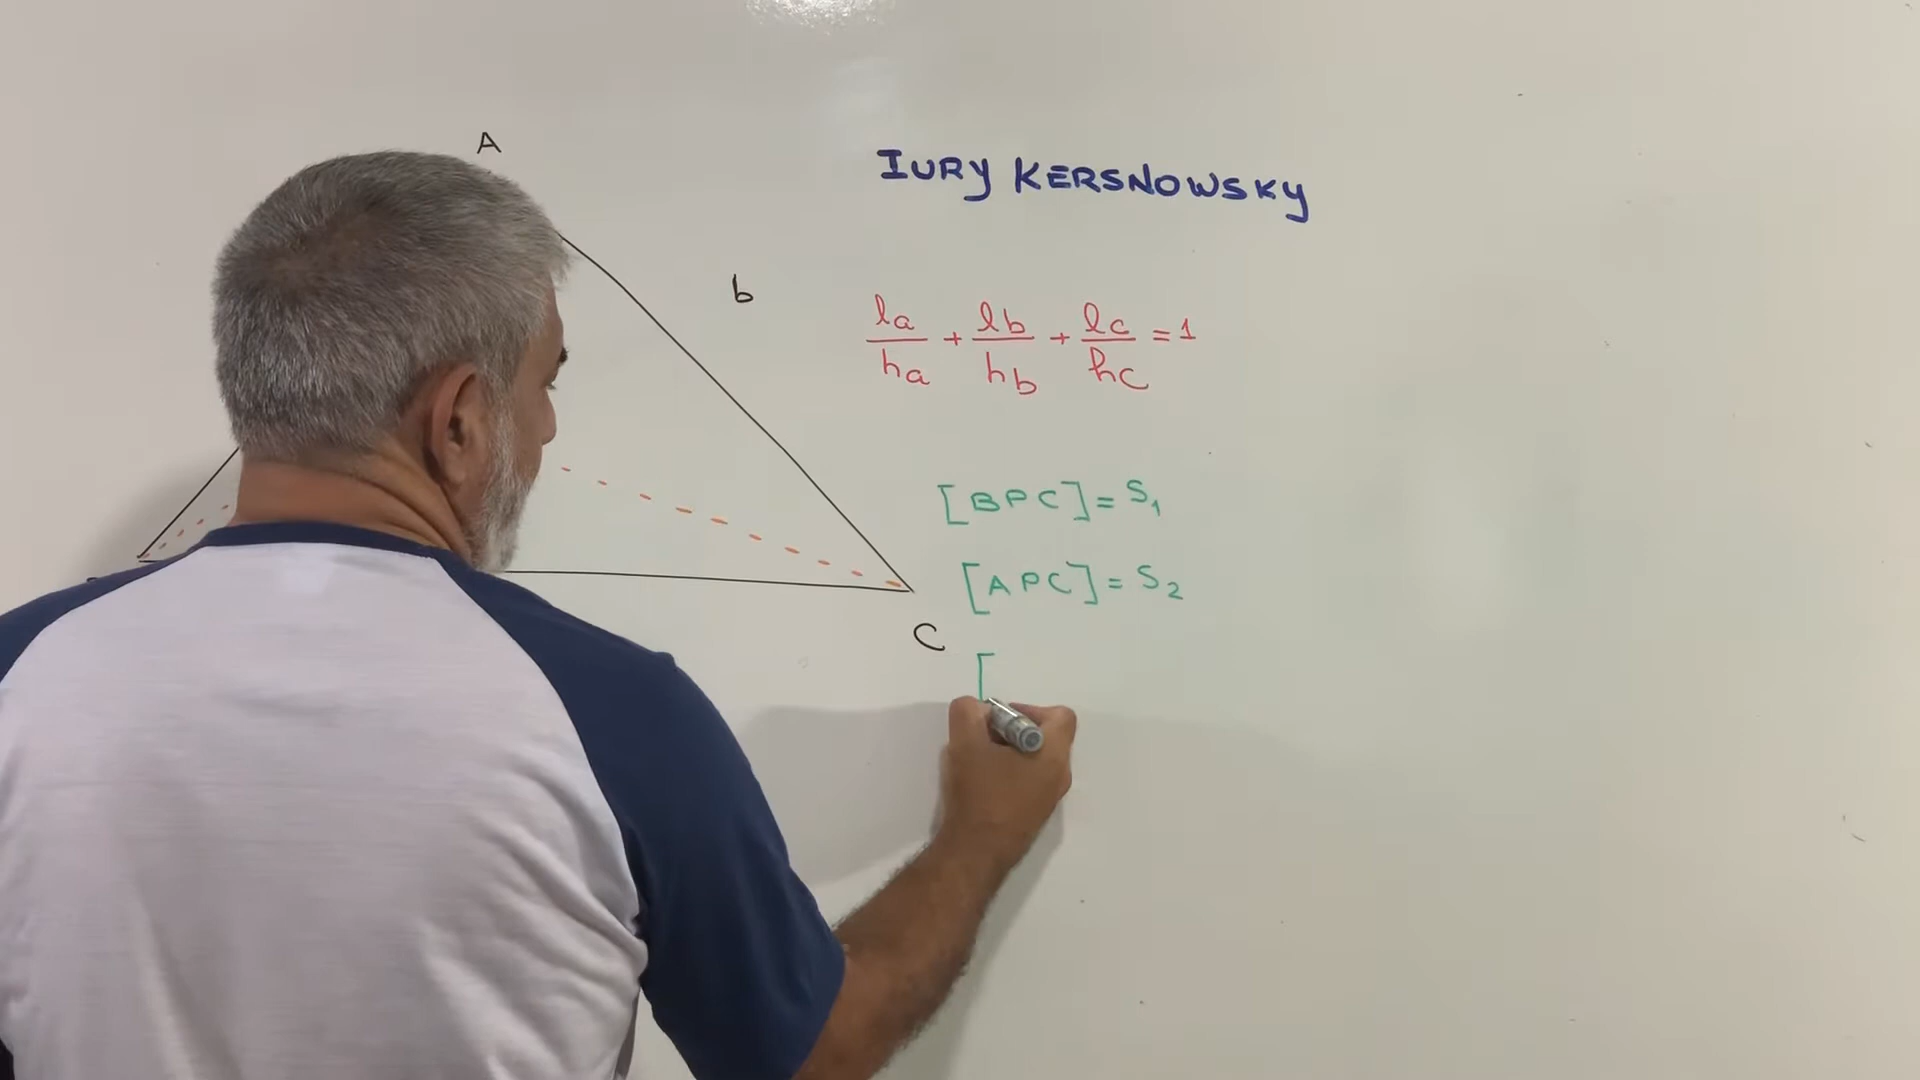 A
IURY KERSNOWSKY
b
la/ha + lb/hb + lc/hc = 1
[BPC] = S₁
[APC] = S₂
C
[